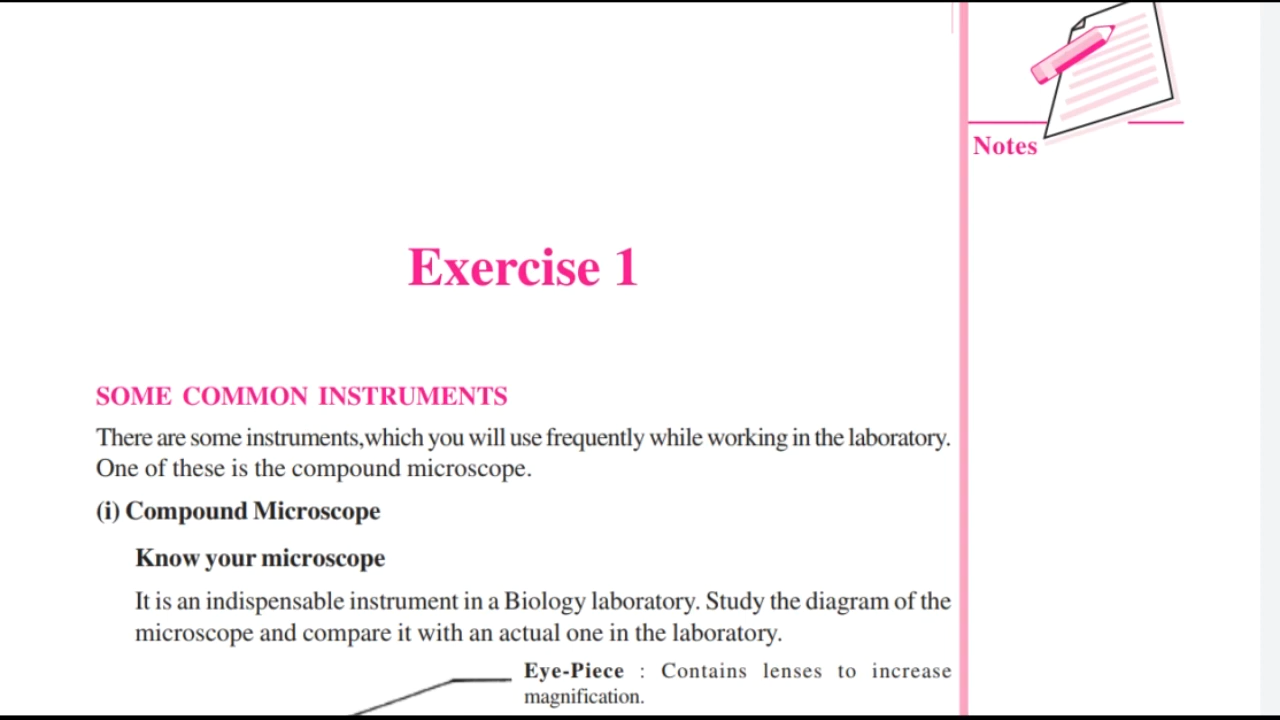 Notes
Exercise 1
SOME COMMON INSTRUMENTS
There are some instruments,which you will use frequently while working in the laboratory.
One of these is the compound microscope.
(i) Compound Microscope
Know your microscope
It is an indispensable instrument in a Biology laboratory. Study the diagram of the
microscope and compare it with an actual one in the laboratory.
Eye-Piece : Contains lenses to increase
magnification.